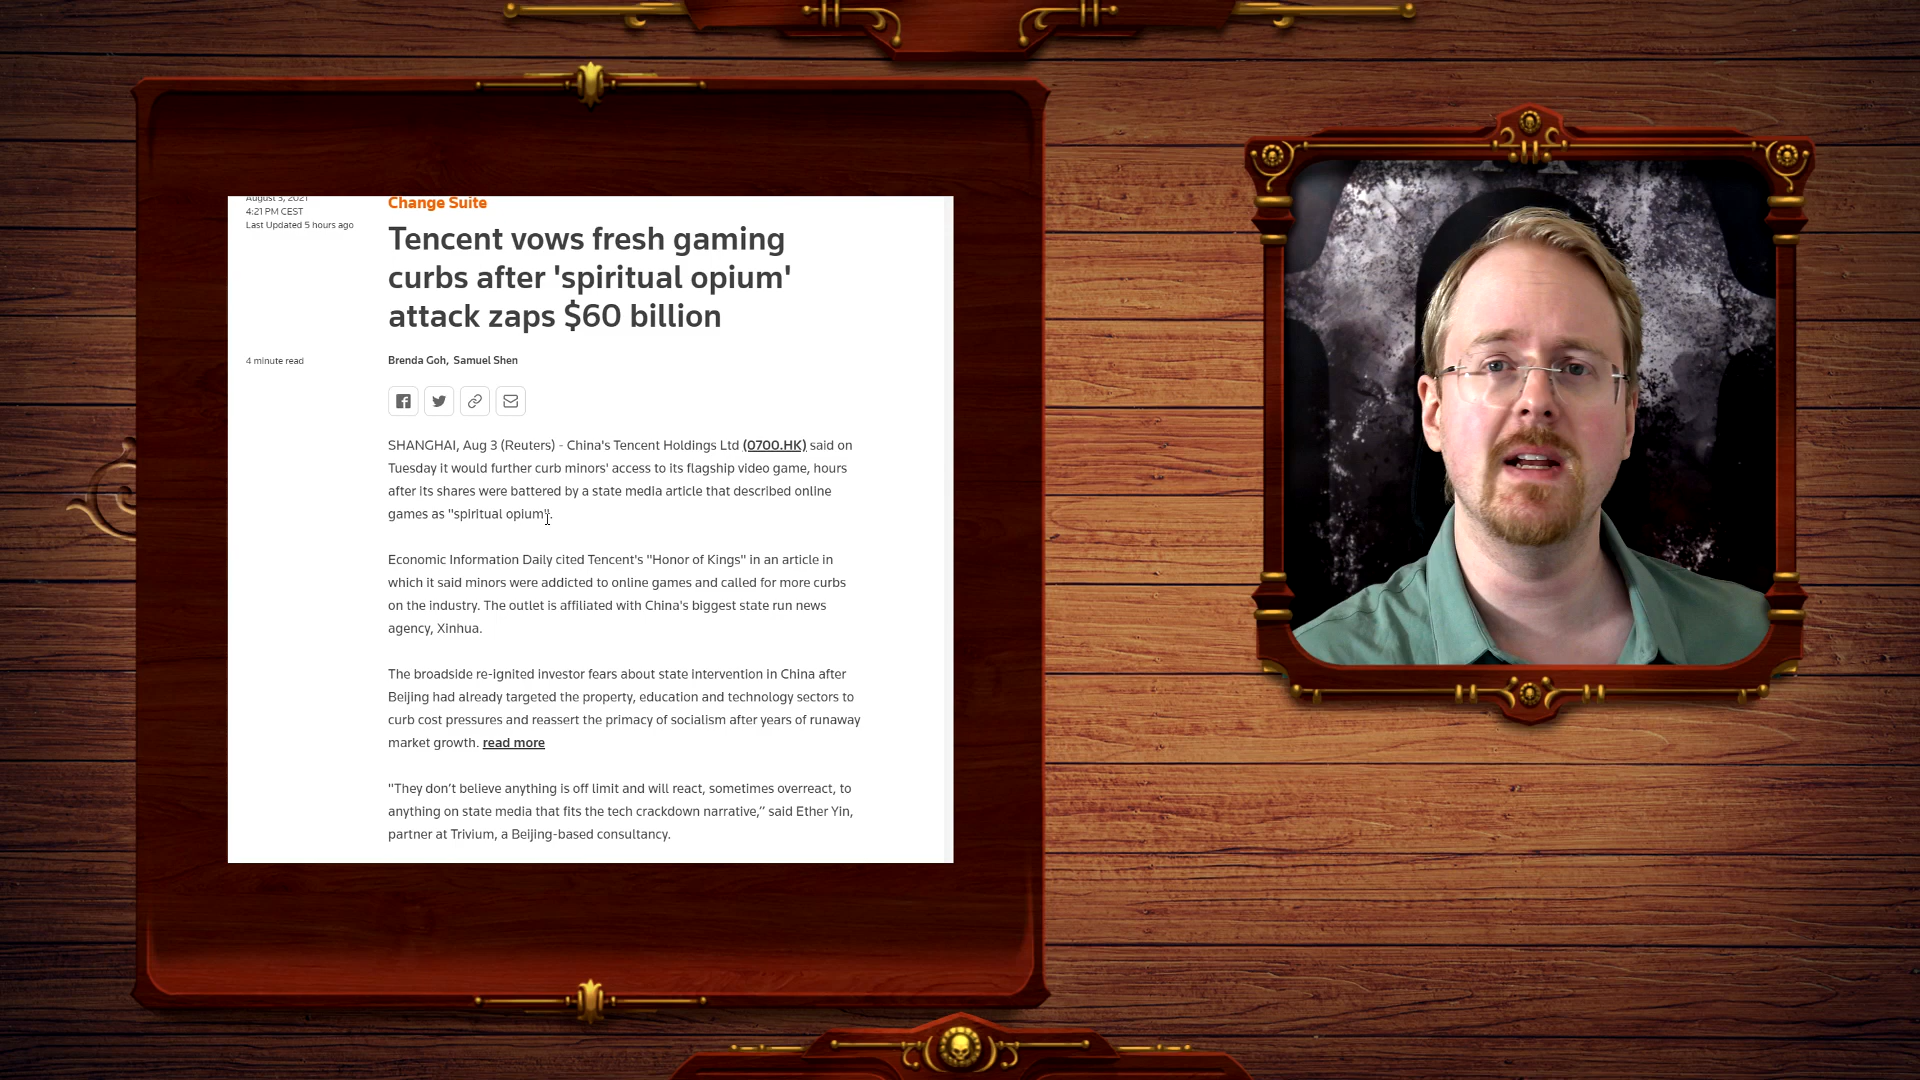 August 3, 2021
4:21 PM CEST
Last Updated 5 hours ago
Change Suite
Tencent vows fresh gaming
curbs after 'spiritual opium'
attack zaps $60 billion
4 minute read
Brenda Goh, Samuel Shen
SHANGHAI, Aug 3 (Reuters) - China's Tencent Holdings Ltd (0700.HK) said on
Tuesday it would further curb minors' access to its flagship video game, hours
after its shares were battered by a state media article that described online
games as "spiritual opium".
Economic Information Daily cited Tencent's "Honor of Kings" in an article in
which it said minors were addicted to online games and called for more curbs
on the industry. The outlet is affiliated with China's biggest state run news
agency, Xinhua.
The broadside re-ignited investor fears about state intervention in China after
Beijing had already targeted the property, education and technology sectors to
curb cost pressures and reassert the primacy of socialism after years of runaway
market growth. read more
"They don’t believe anything is off limit and will react, sometimes overreact, to
anything on state media that fits the tech crackdown narrative,” said Ether Yin,
partner at Trivium, a Beijing-based consultancy.